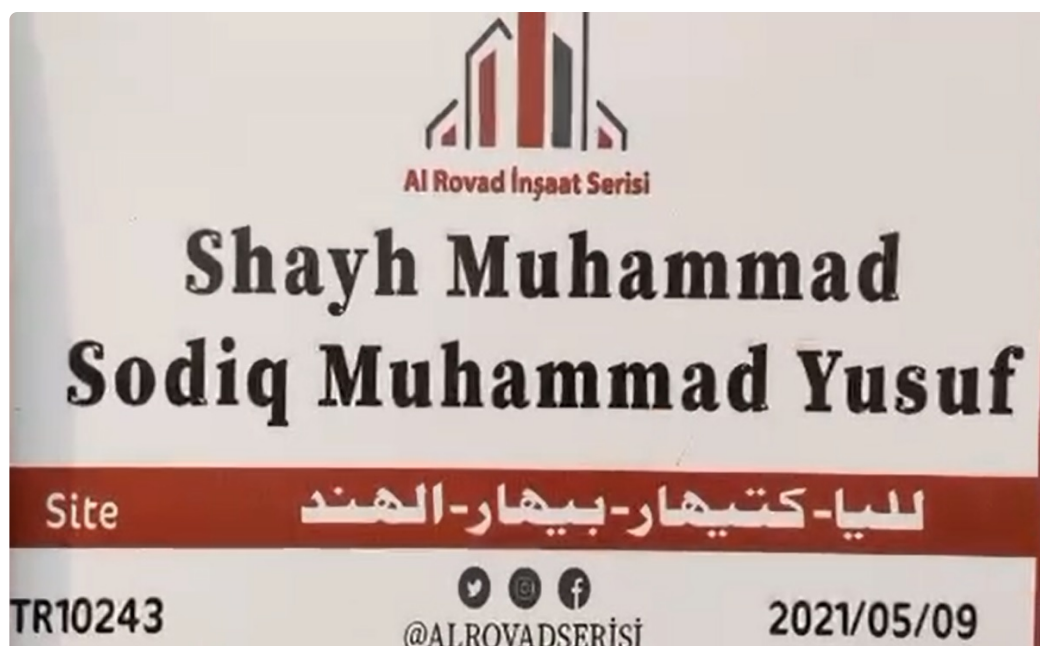 Al Rovad İnşaat Serisi
Shayh Muhammad
Sodiq Muhammad Yusuf
Site للیا-كتيهار-بيهار-الهند
TR10243 @ALROVADSERİSİ 2021/05/09